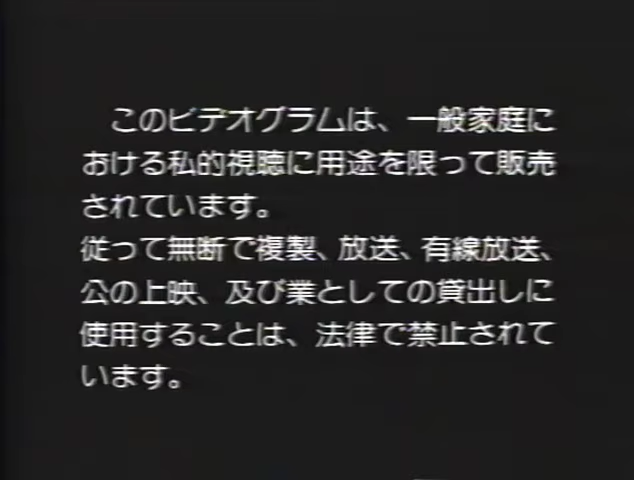 このビデオグラムは、一般家庭に
おける私的視聴に用途を限って販売
されています。
従って無断で複製、放送、有線放送、
公の上映、及び業としての貸出しに
使用することは、法律で禁止されて
います。